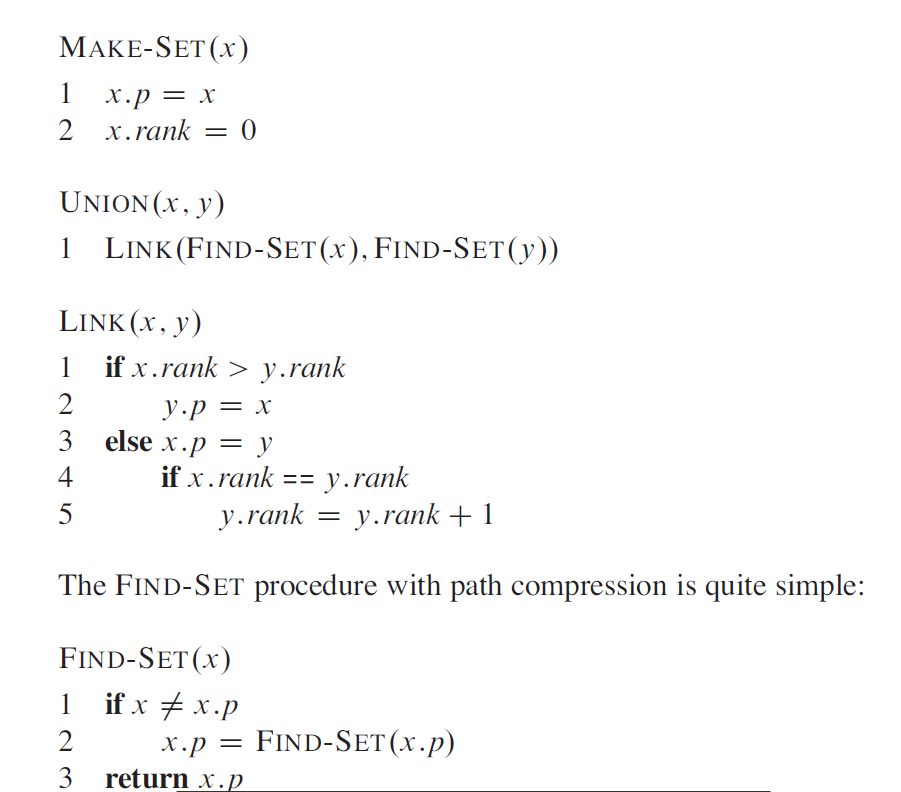 MAKE-SET(x)
1 x.p = x
2 x.rank = 0
UNION(x, y)
1 LINK(FIND-SET(x), FIND-SET(y))
LINK(x, y)
1 if x.rank > y.rank
2 y.p = x
3 else x.p = y
4 if x.rank == y.rank
5 y.rank = y.rank + 1
The FIND-SET procedure with path compression is quite simple:
FIND-SET(x)
1 if x ≠ x.p
2 x.p = FIND-SET(x.p)
3 return x.p